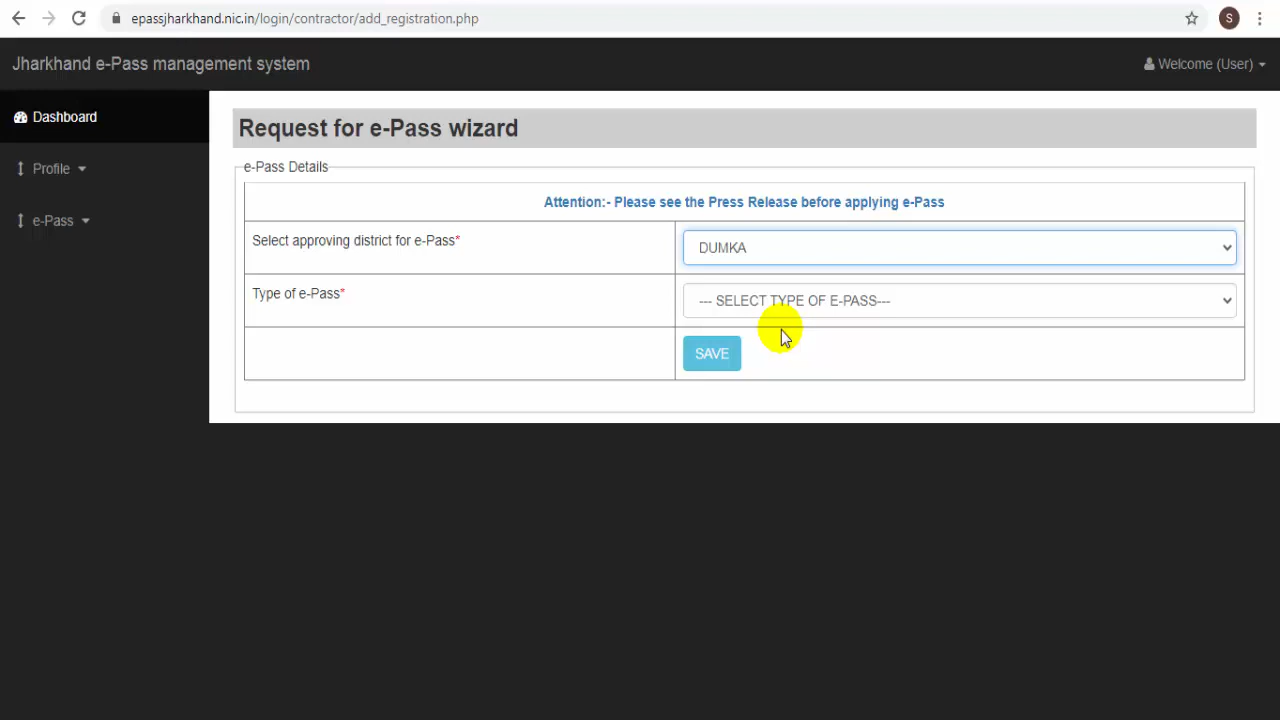 epassjharkhand.nic.in/login/contractor/add_registration.php
S
Jharkhand e-Pass management system
Welcome (User)
Dashboard
Profile
e-Pass
Request for e-Pass wizard
e-Pass Details
Attention:- Please see the Press Release before applying e-Pass
Select approving district for e-Pass*
DUMKA
Type of e-Pass*
--- SELECT TYPE OF E-PASS---
SAVE